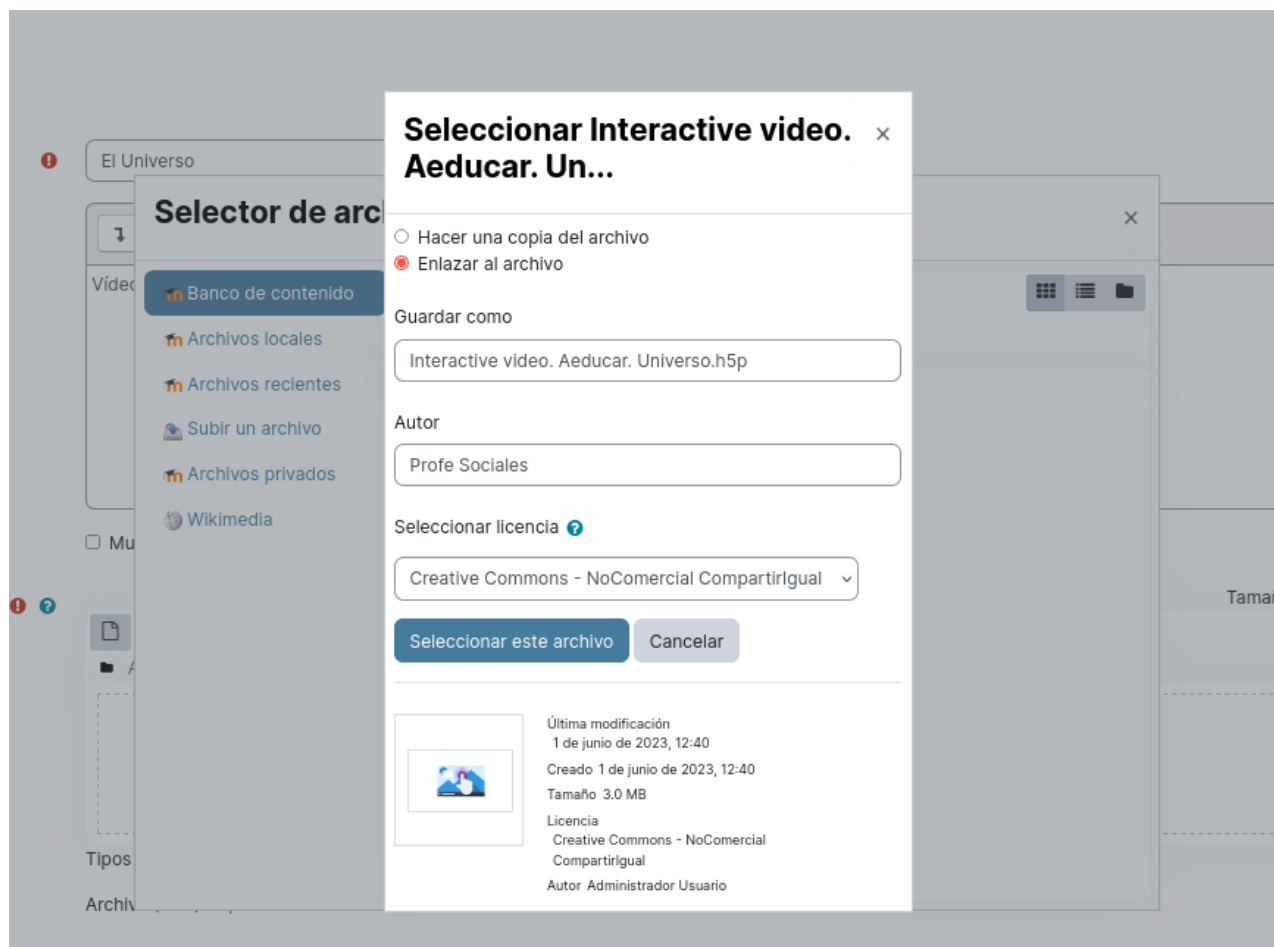 Seleccionar Interactive video.
Aeducar. Un...
×
El Universo
Selector de arc
×
Hacer una copia del archivo
Enlazar al archivo
Vídeo
Banco de contenido
Archivos locales
Archivos recientes
Subir un archivo
Archivos privados
Wikimedia
Guardar como
Interactive video. Aeducar. Universo.h5p
Autor
Profe Sociales
Seleccionar licencia ?
Creative Commons - NoComercial CompartirIgual
Seleccionar este archivo Cancelar
Mu
Tama
Última modificación
1 de junio de 2023, 12:40
Creado 1 de junio de 2023, 12:40
Tamaño 3.0 MB
Licencia
Creative Commons - NoComercial
CompartirIgual
Autor Administrador Usuario
Tipos
Archiv